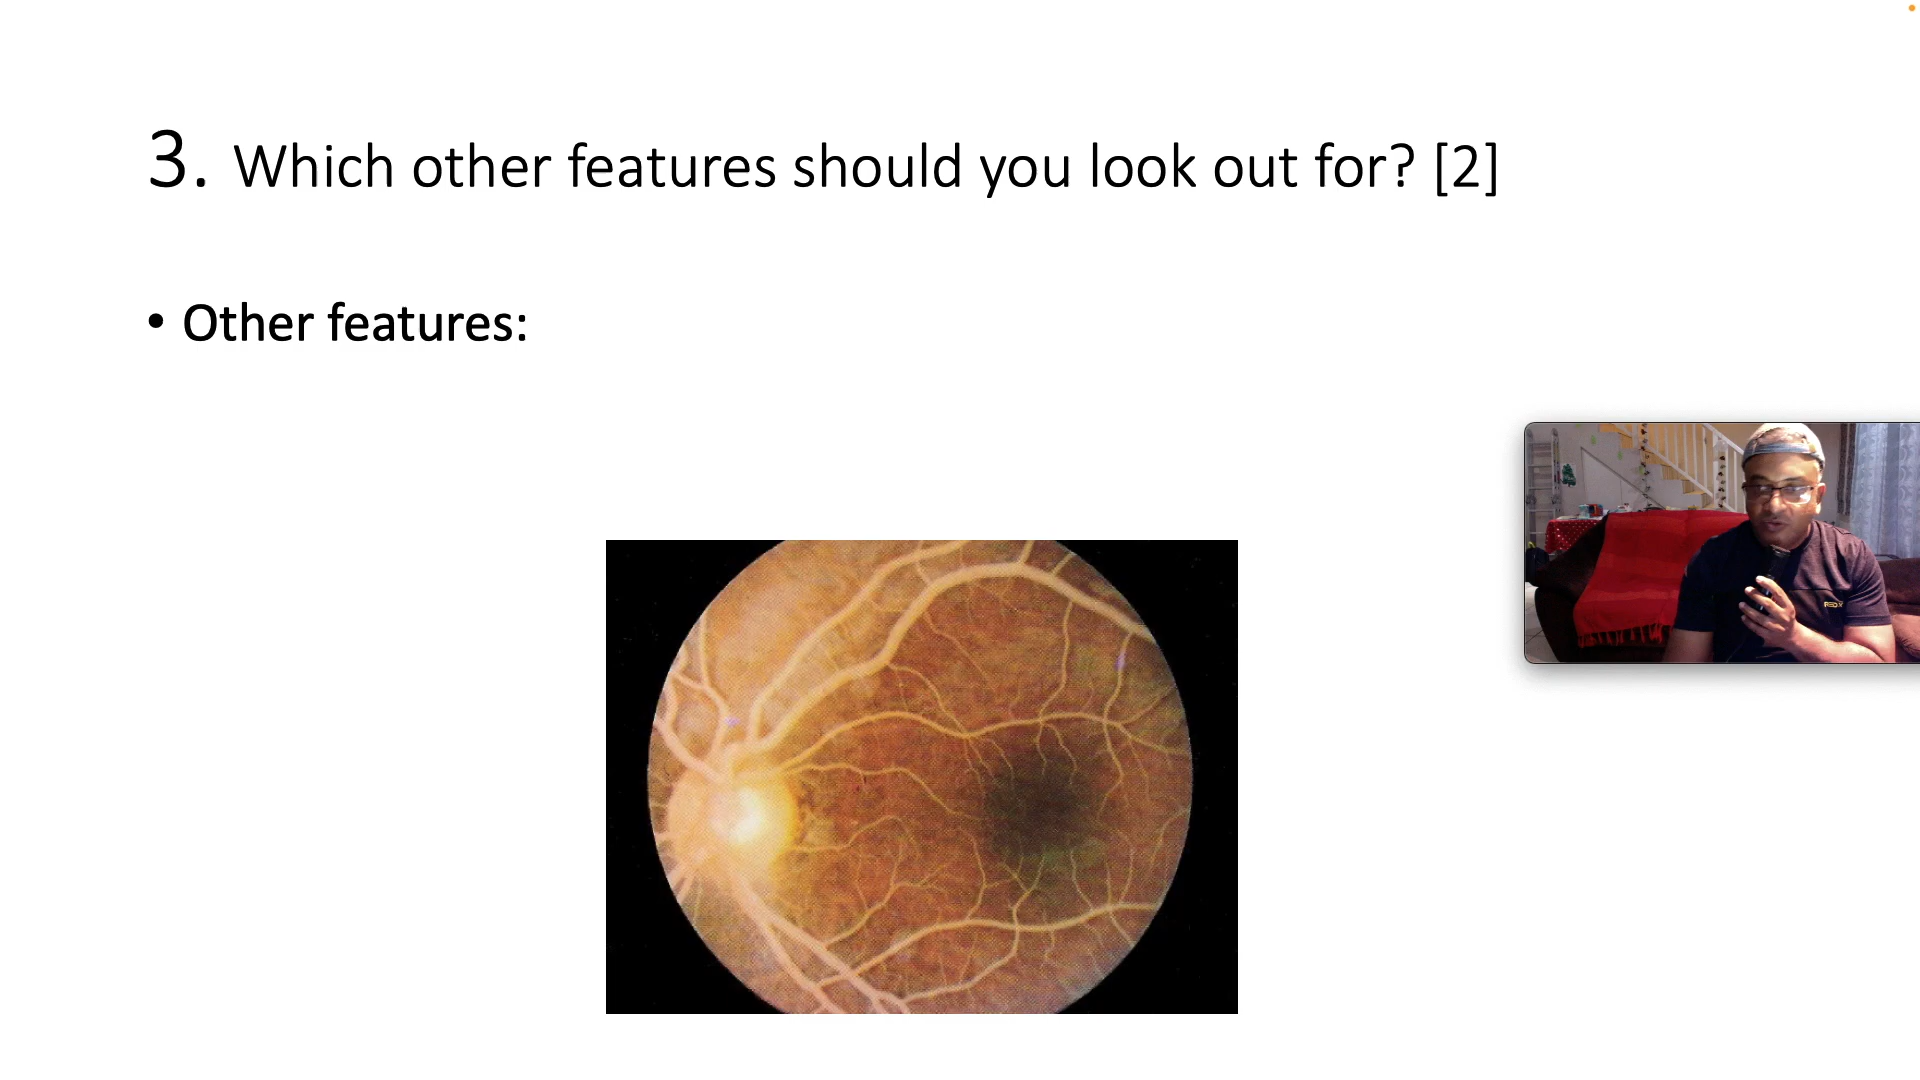 3. Which other features should you look out for? [2]
• Other features: